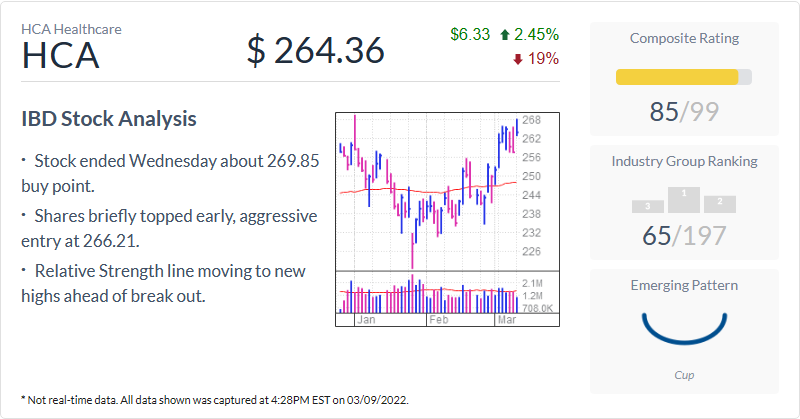 HCA Healthcare
HCA
$ 264.36
$6.33 2.45%
19%
IBD Stock Analysis
· Stock ended Wednesday about 269.85
buy point.
· Shares briefly topped early, aggressive
entry at 266.21.
· Relative Strength line moving to new
highs ahead of break out.
268
262
256
250
244
238
232
226
2.1M
1.2M
708.0K
Jan Feb Mar
Composite Rating
85/99
Industry Group Ranking
3 1 2
65/197
Emerging Pattern
Cup
* Not real-time data. All data shown was captured at 4:28PM EST on 03/09/2022.